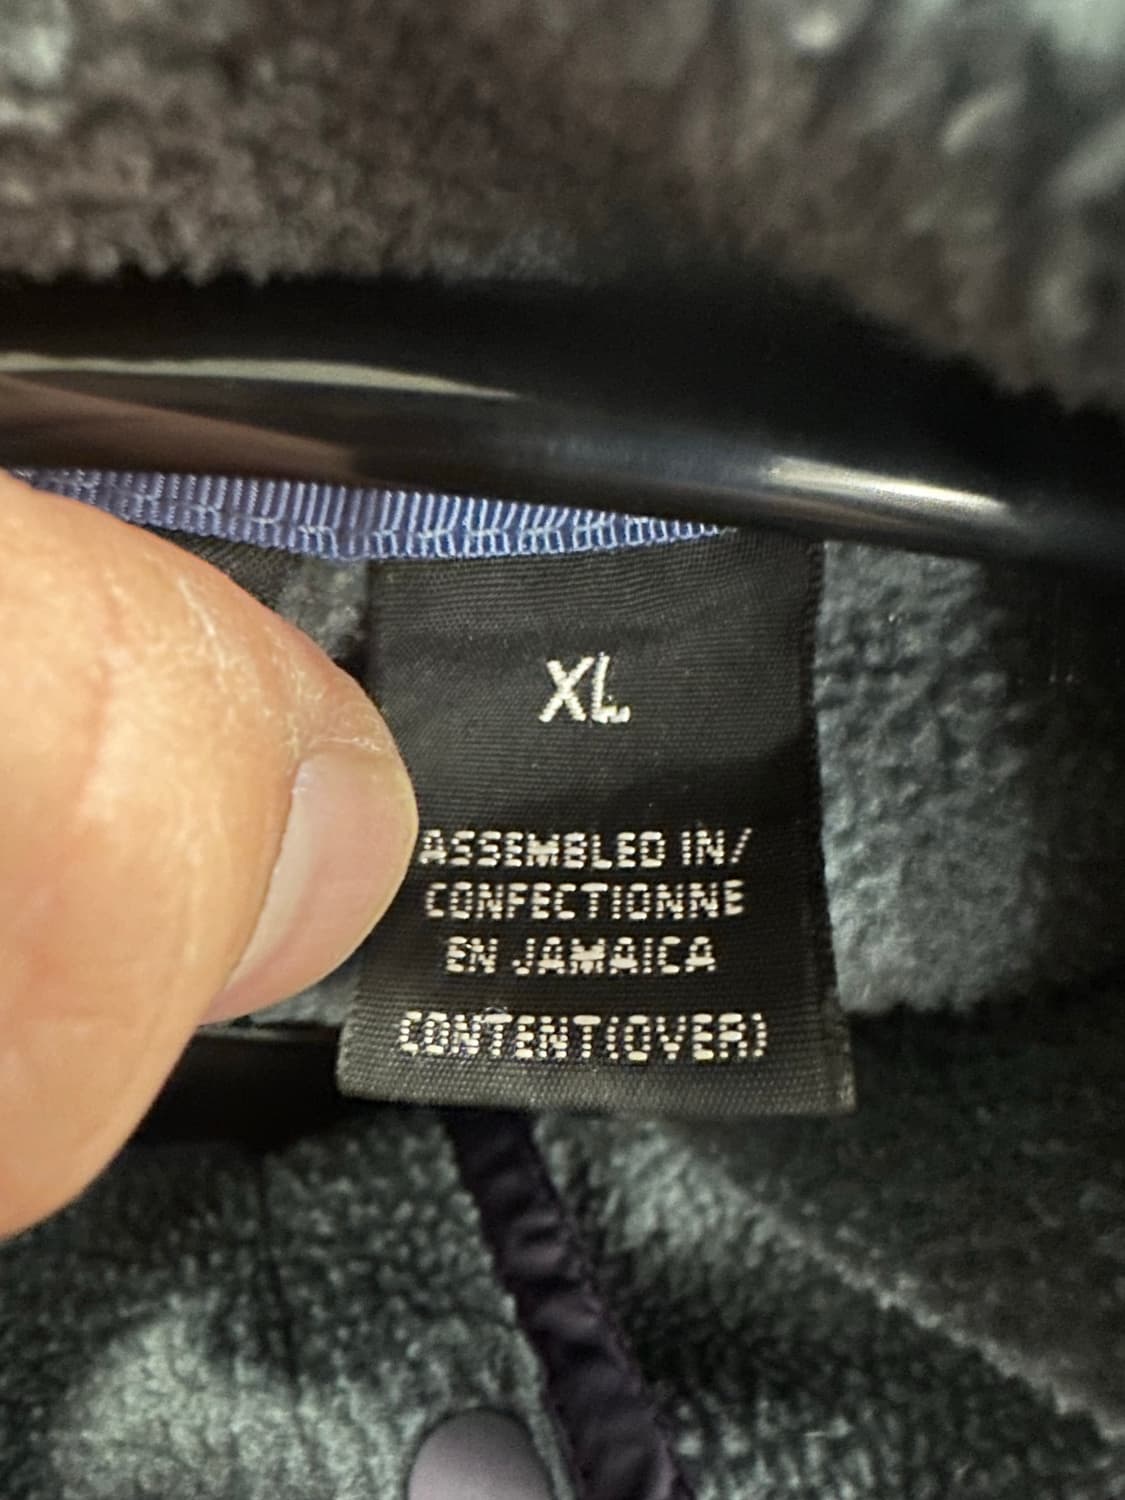 XL
ASSEMBLED IN/
CONFECTIONNE
EN JAMAICA
CONTENT(OVER)